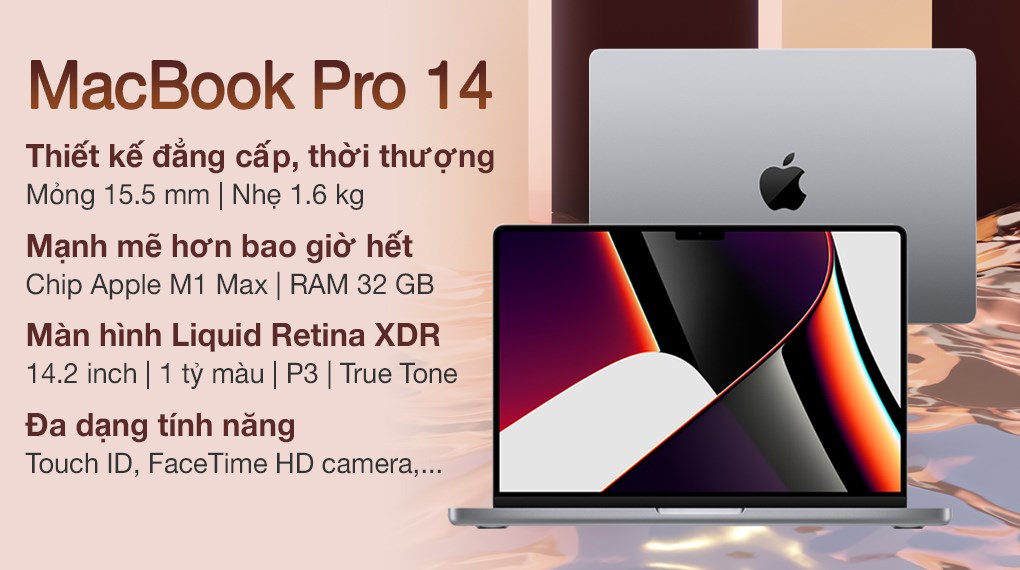 MacBook Pro 14
Thiết kế đẳng cấp, thời thượng
Mỏng 15.5 mm | Nhẹ 1.6 kg
Mạnh mẽ hơn bao giờ hết
Chip Apple M1 Max | RAM 32 GB
Màn hình Liquid Retina XDR
14.2 inch | 1 tỷ màu | P3 | True Tone
Đa dạng tính năng
Touch ID, FaceTime HD camera,...